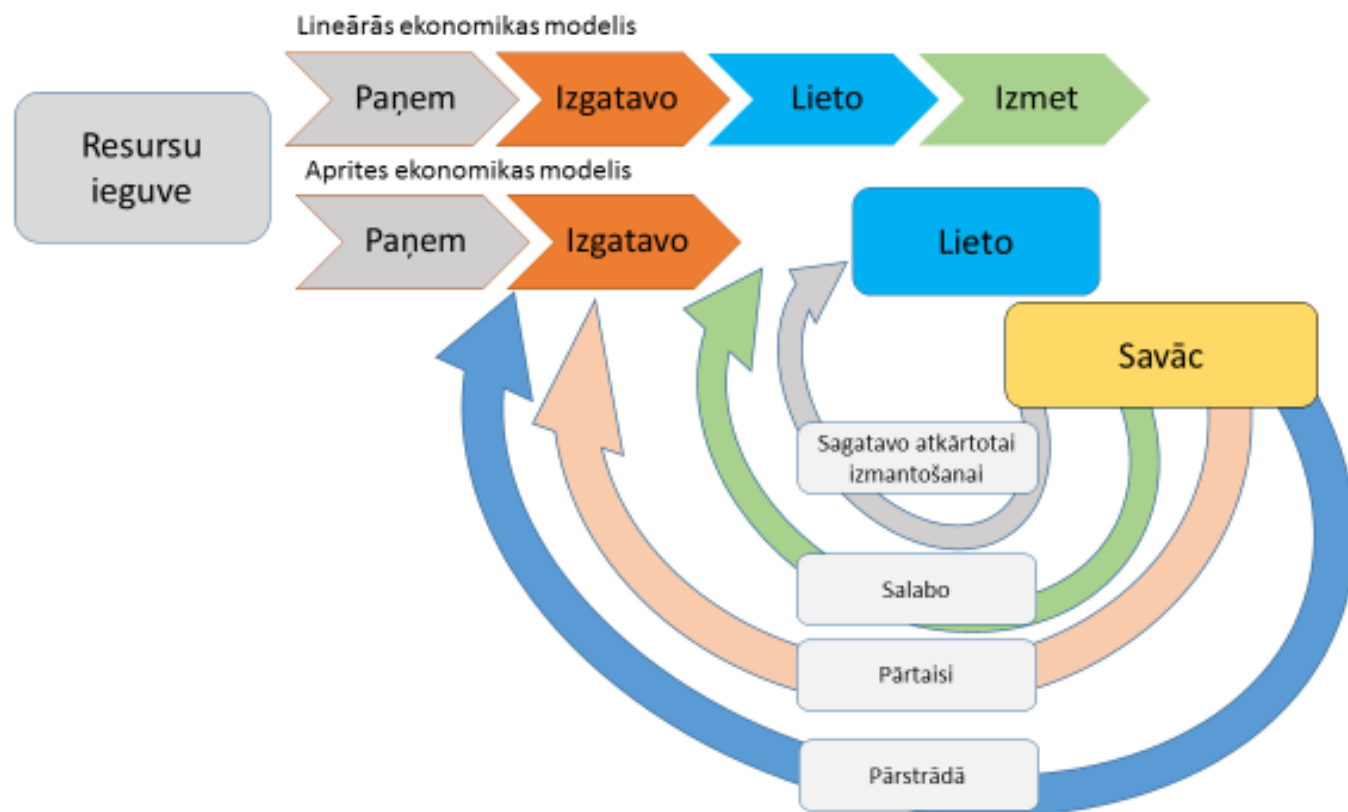 Lineārās ekonomikas modelis
Paņem
Izgatavo
Lieto
Izmet
Resursu
ieguve
Aprites ekonomikas modelis
Paņem
Izgatavo
Lieto
Savāc
Sagatavo atkārtotai
izmantošanai
Salabo
Pārtaisi
Pārstrādā